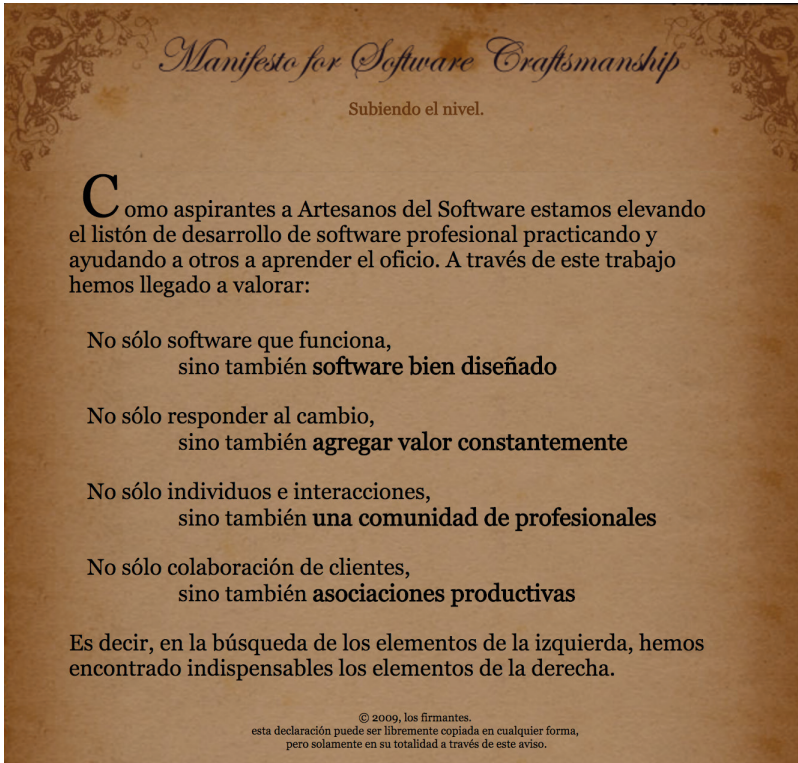 Manifesto for Software Craftsmanship
Subiendo el nivel.
Como aspirantes a Artesanos del Software estamos elevando
el listón de desarrollo de software profesional practicando y
ayudando a otros a aprender el oficio. A través de este trabajo
hemos llegado a valorar:
No sólo software que funciona,
sino también software bien diseñado
No sólo responder al cambio,
sino también agregar valor constantemente
No sólo individuos e interacciones,
sino también una comunidad de profesionales
No sólo colaboración de clientes,
sino también asociaciones productivas
Es decir, en la búsqueda de los elementos de la izquierda, hemos
encontrado indispensables los elementos de la derecha.
© 2009, los firmantes.
esta declaración puede ser libremente copiada en cualquier forma,
pero solamente en su totalidad a través de este aviso.